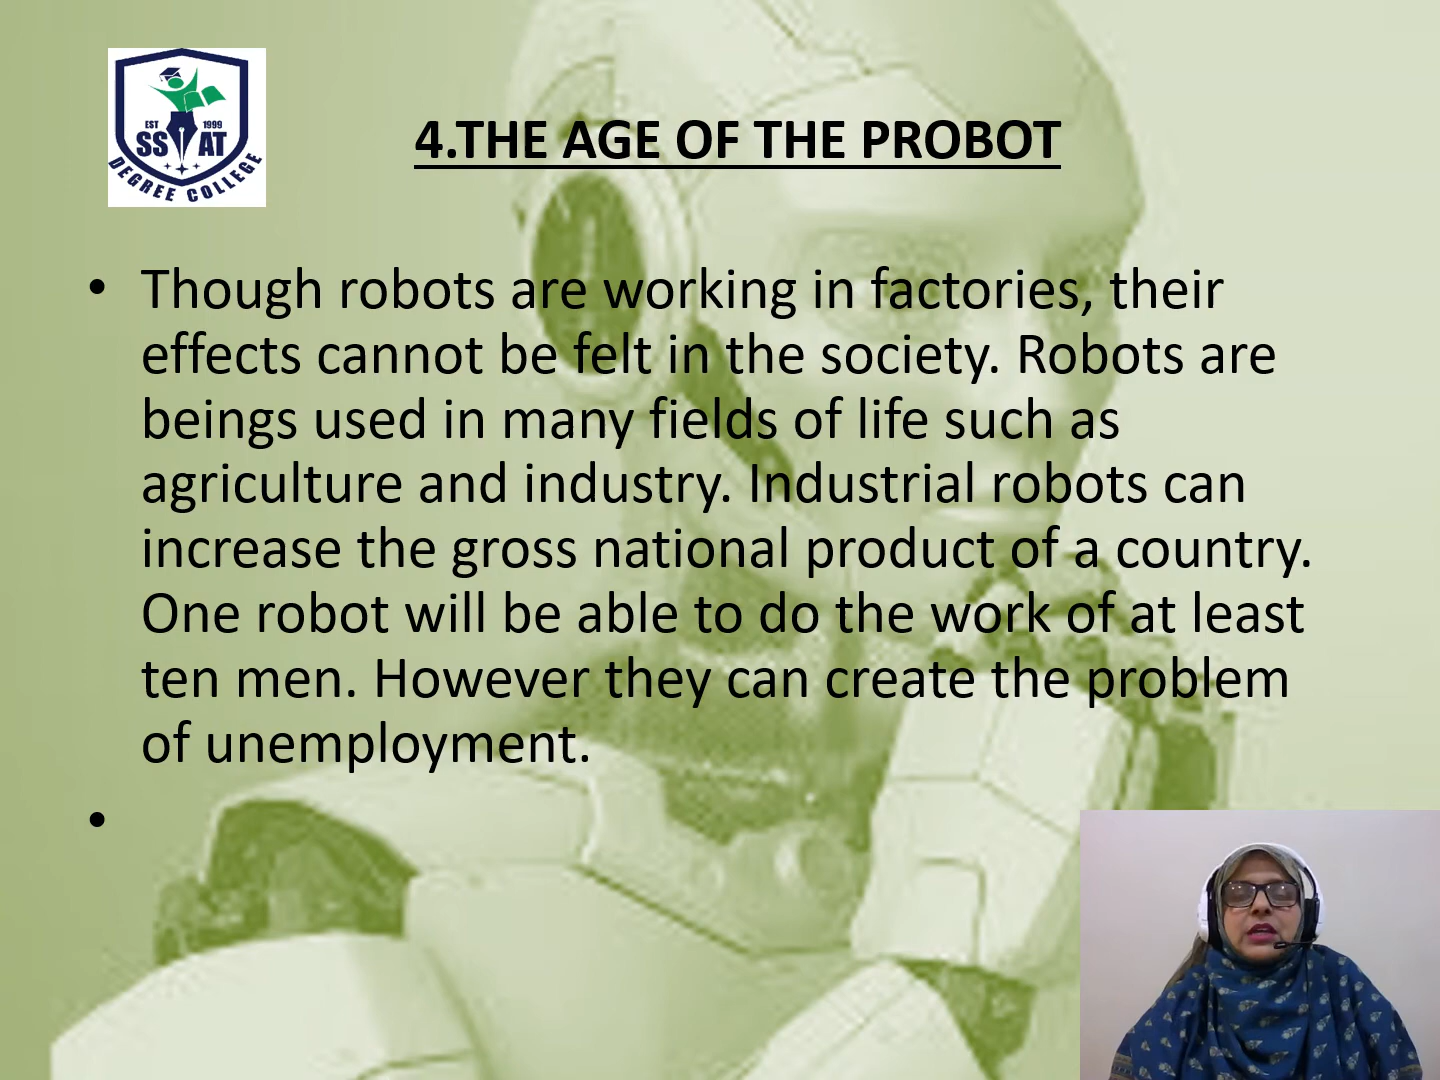 EST 1999
SS AT
DEGREE COLLEGE
4.THE AGE OF THE PROBOT
• Though robots are working in factories, their
effects cannot be felt in the society. Robots are
beings used in many fields of life such as
agriculture and industry. Industrial robots can
increase the gross national product of a country.
One robot will be able to do the work of at least
ten men. However they can create the problem
of unemployment.
•